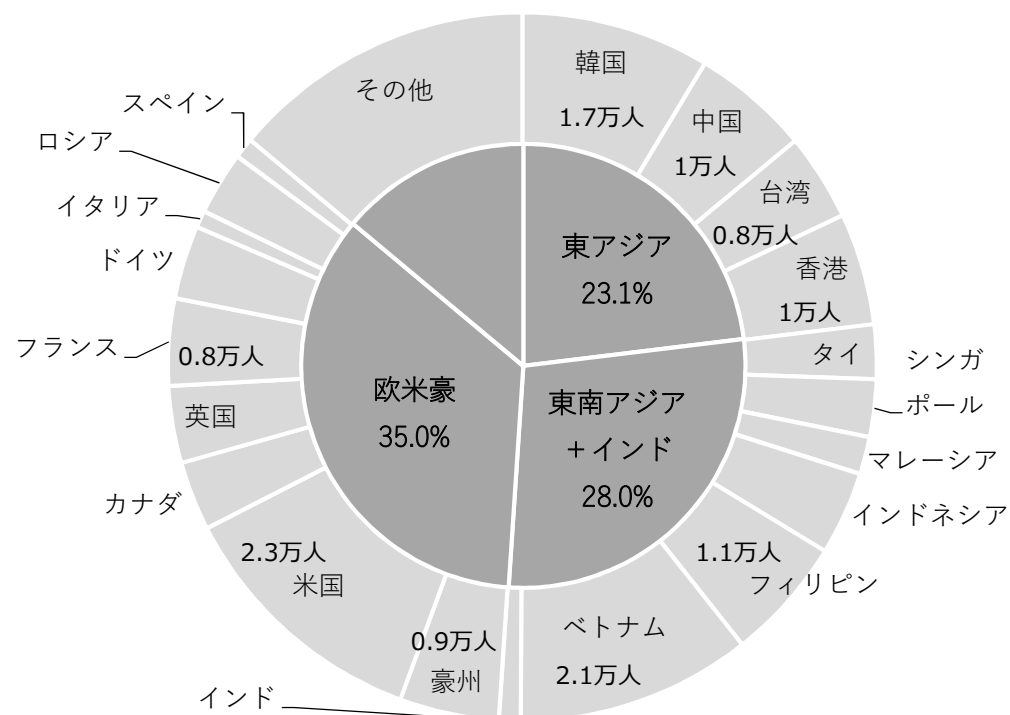 韓国
1.7万人
中国
1万人
台湾
0.8万人
香港
1万人
タイ
シンガ
ポール
マレーシア
インドネシア
1.1万人
フィリピン
ベトナム
2.1万人
インド
0.9万人
豪州
2.3万人
米国
カナダ
英国
フランス
0.8万人
ドイツ
イタリア
ロシア
スペイン
その他
東アジア
23.1%
東南アジア
+インド
28.0%
欧米豪
35.0%